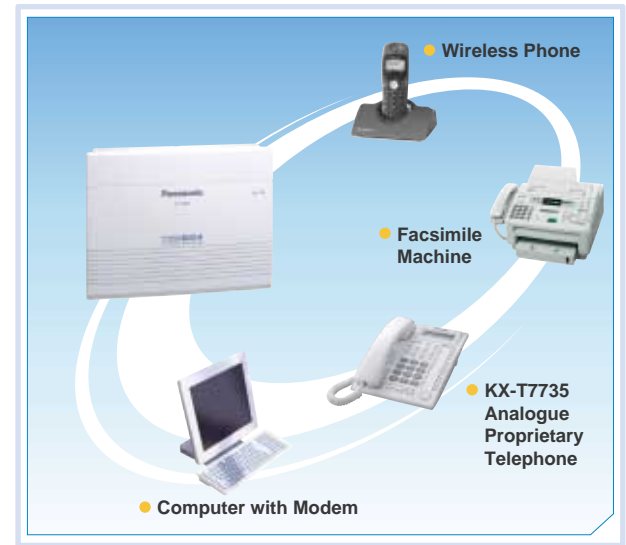 Wireless Phone
Panasonic
Facsimile
Machine
KX-T7735
Analogue
Proprietary
Telephone
Computer with Modem